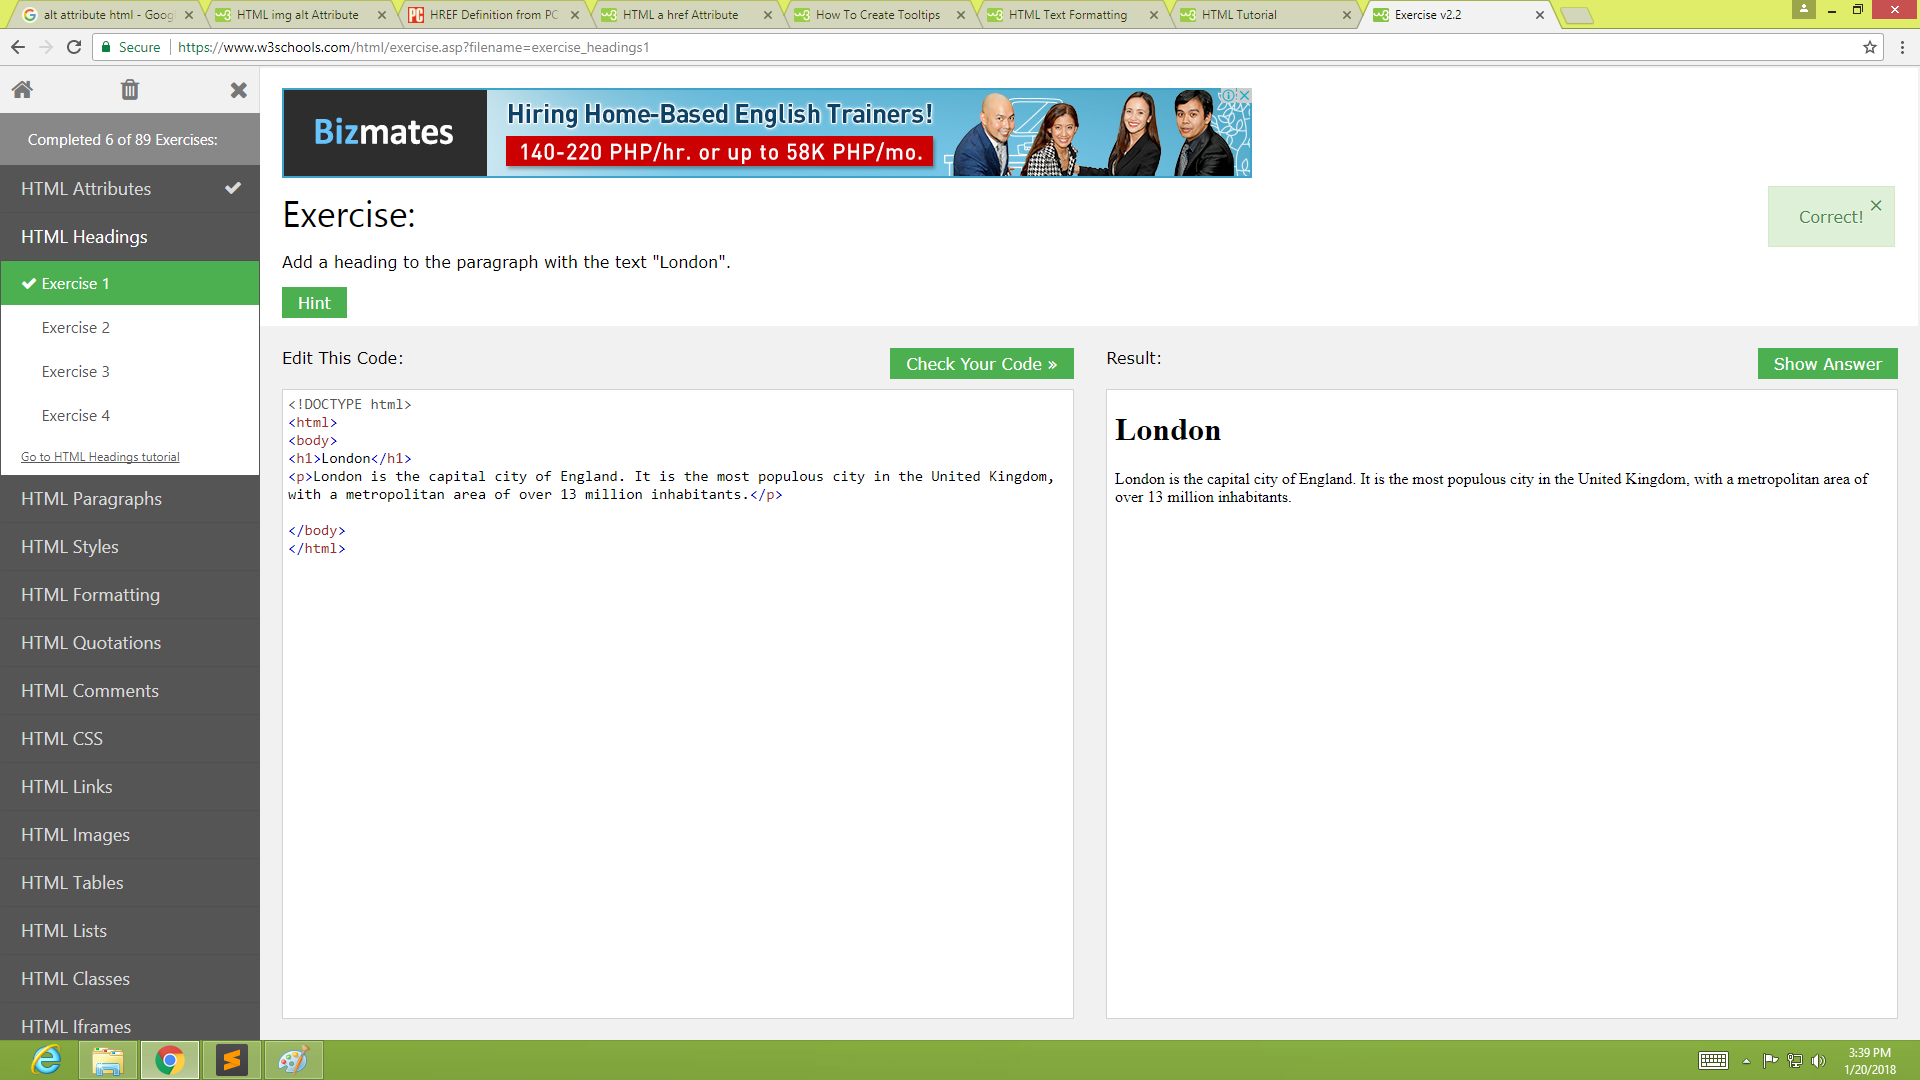 alt attribute html - Goog
HTML img alt Attribute
HREF Definition from PC
HTML a href Attribute
How To Create Tooltips
HTML Text Formatting
HTML Tutorial
Exercise v2.2
Secure
https://www.w3schools.com/html/exercise.asp?filename=exercise_headings1
Completed 6 of 89 Exercises:
HTML Attributes
HTML Headings
Exercise 1
Exercise 2
Exercise 3
Exercise 4
Go to HTML Headings tutorial
HTML Paragraphs
HTML Styles
HTML Formatting
HTML Quotations
HTML Comments
HTML CSS
HTML Links
HTML Images
HTML Tables
HTML Lists
HTML Classes
HTML Iframes
Bizmates
Hiring Home-Based English Trainers!
140-220 PHP/hr. or up to 58K PHP/mo.
Exercise:
Correct!
Add a heading to the paragraph with the text "London".
Hint
Edit This Code:
Check Your Code »
<!DOCTYPE html>
<html>
<body>
<h1>London</h1>
<p>London is the capital city of England. It is the most populous city in the United Kingdom,
with a metropolitan area of over 13 million inhabitants.</p>
</body>
</html>
Result:
Show Answer
London
London is the capital city of England. It is the most populous city in the United Kingdom, with a metropolitan area of
over 13 million inhabitants.
3:39 PM
1/20/2018